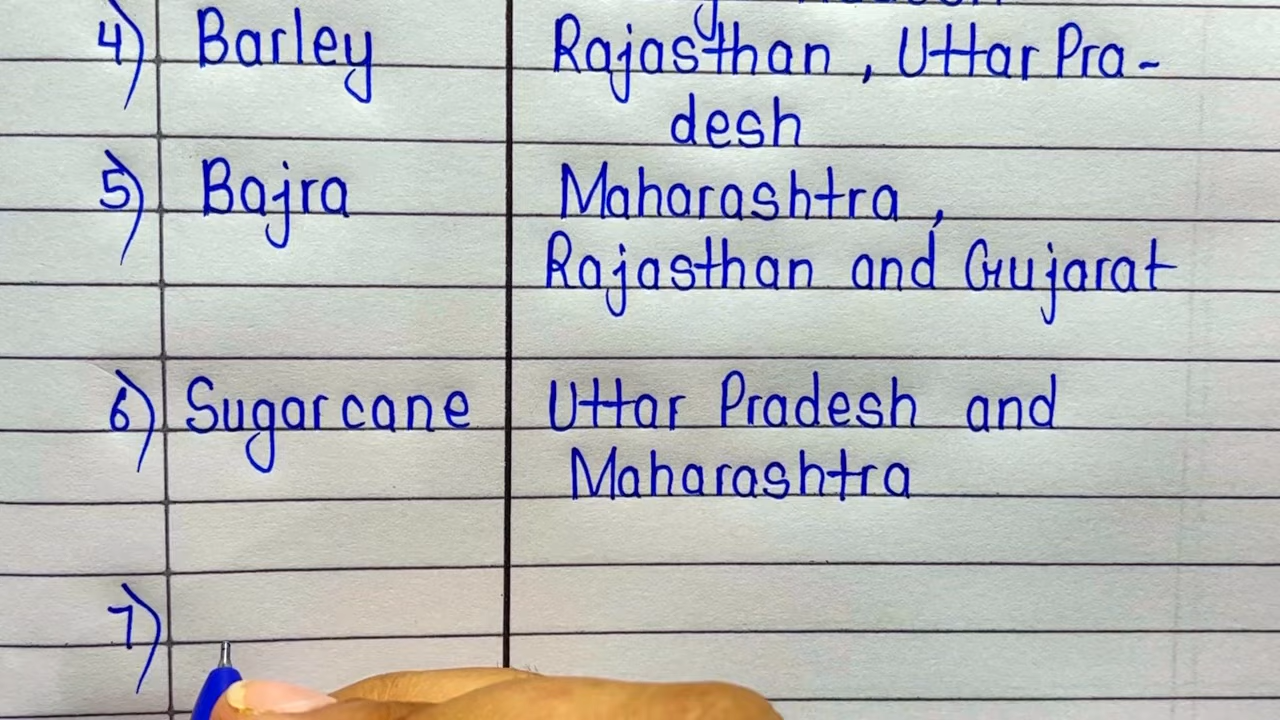 4) Barley Rajasthan, Uttar Pra-
desh
5) Bajra Maharashtra,
Rajasthan and Gujarat
6) Sugarcane Uttar Pradesh and
Maharashtra
7)